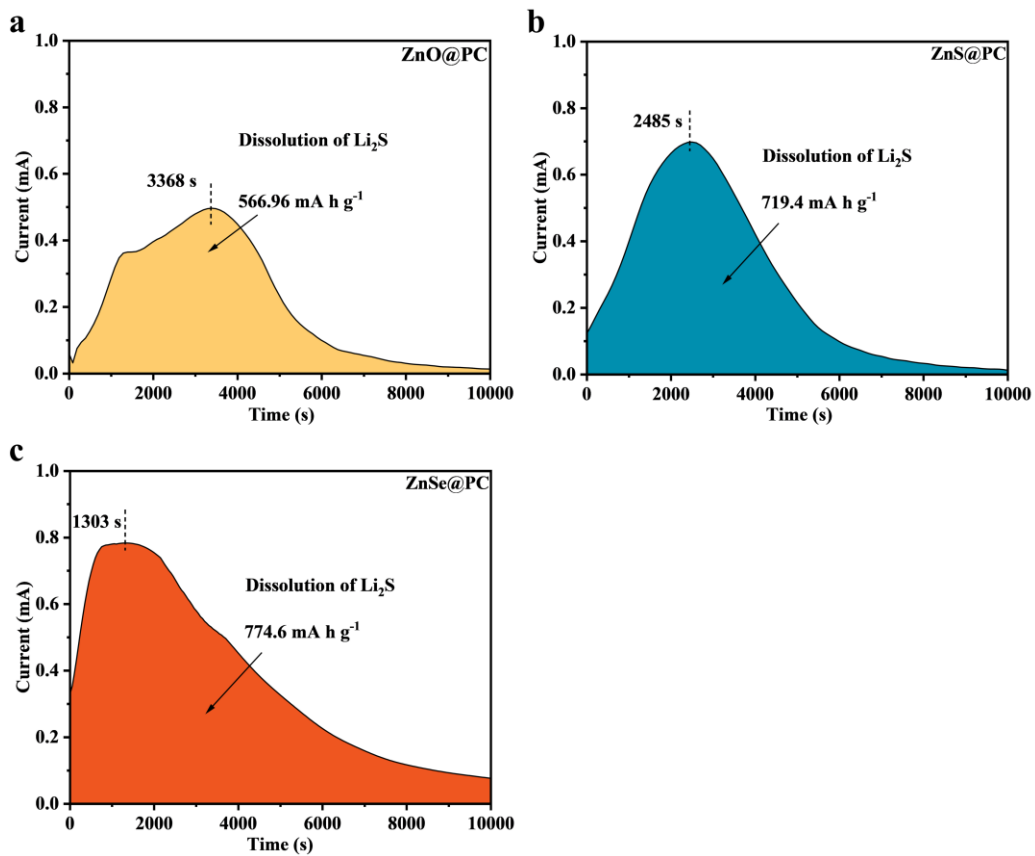 a
1.0
0.8
0.6
0.4
0.2
0.0
Current (mA)
0 2000 4000 6000 8000 10000
Time (s)
ZnO@PC
Dissolution of Li₂S
3368 s
566.96 mA h g⁻¹
b
1.0
0.8
0.6
0.4
0.2
0.0
Current (mA)
0 2000 4000 6000 8000 10000
Time (s)
ZnS@PC
2485 s
Dissolution of Li₂S
719.4 mA h g⁻¹
c
1.0
0.8
0.6
0.4
0.2
0.0
Current (mA)
0 2000 4000 6000 8000 10000
Time (s)
ZnSe@PC
1303 s
Dissolution of Li₂S
774.6 mA h g⁻¹